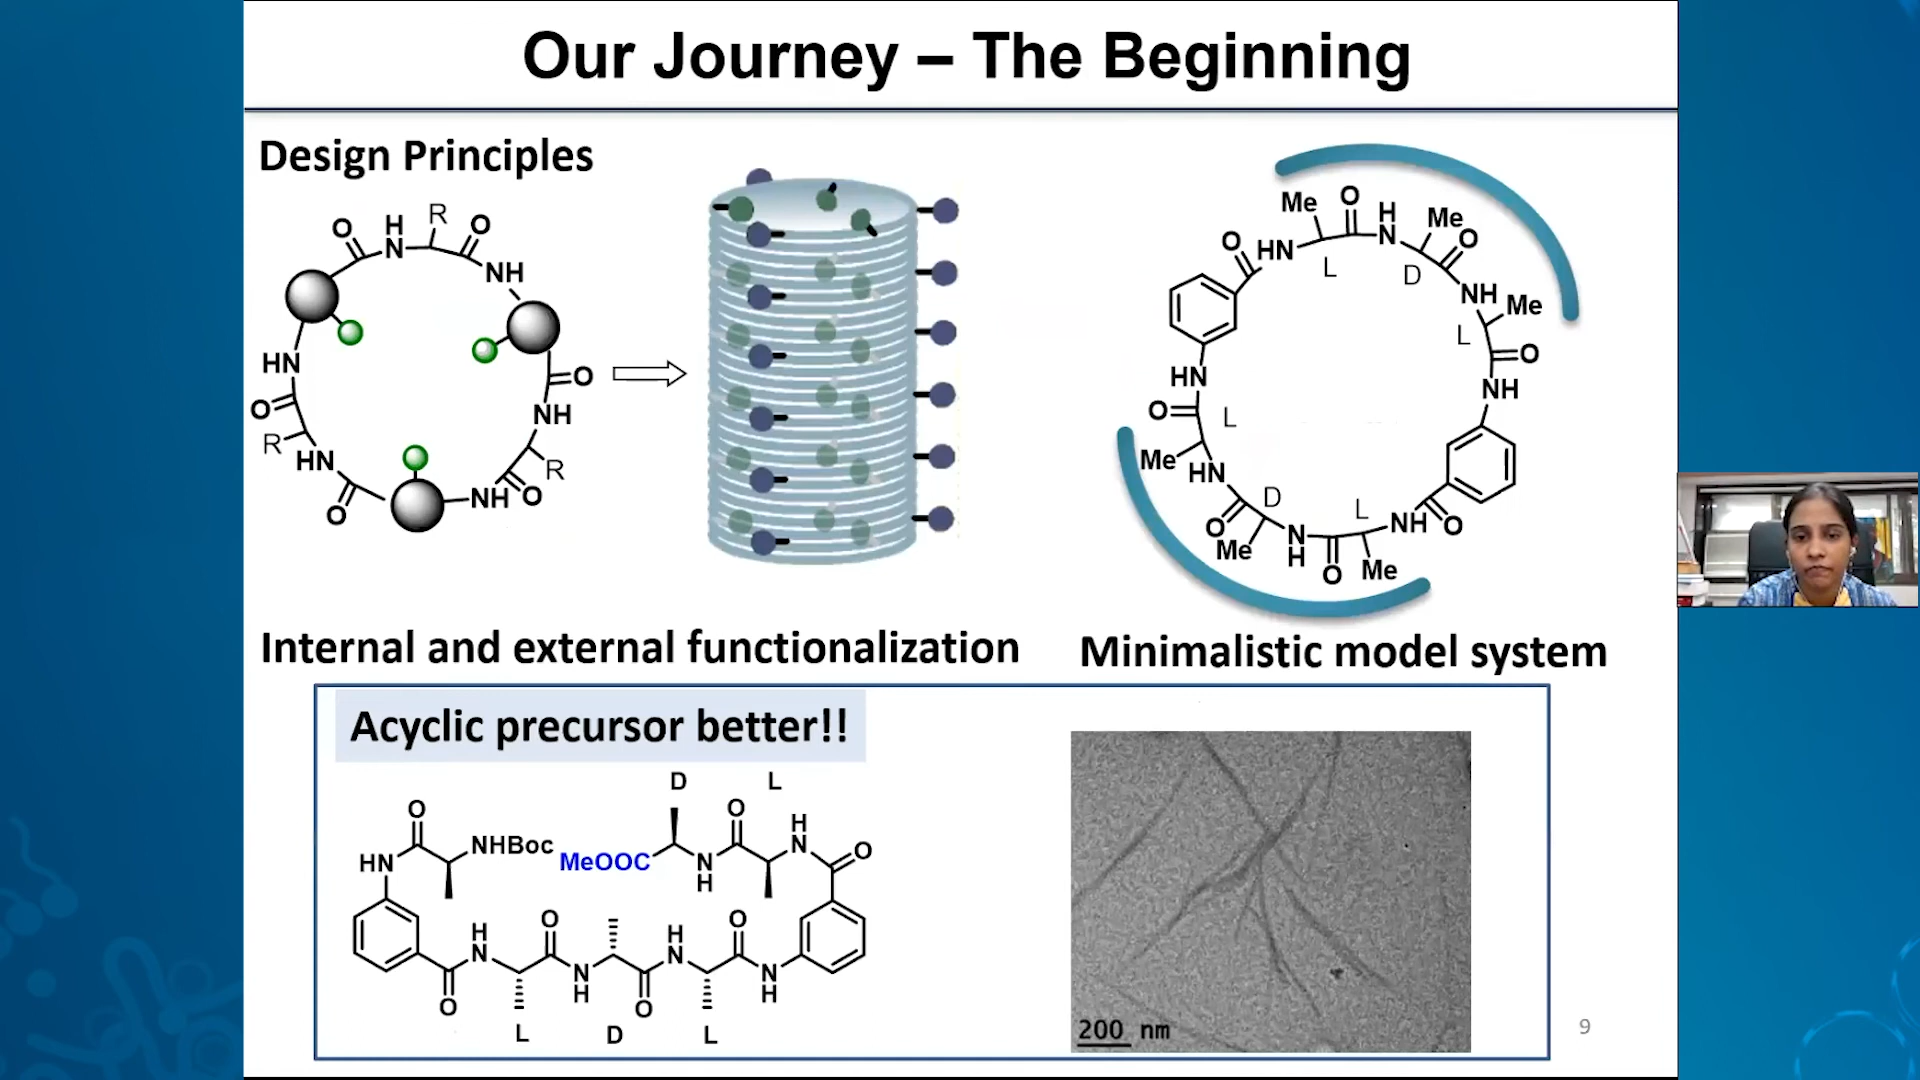 Our Journey – The Beginning
Design Principles
O
H
N
R
O
NH
HN
O
NH
O
R
HN
O
NH
O
R
Me
O
H
N
Me
O
O
HN
L
D
NH
Me
L
O
NH
HN
O
L
Me
HN
D
L
O
Me
N
H
O
Me
NH
O
Internal and external functionalization
Minimalistic model system
Acyclic precursor better!!
D
L
O
O
H
N
HN
NHBoc
MeOOC
N
H
O
H
N
O
H
N
O
O
N
H
O
N
H
L
D
L
200 nm
9